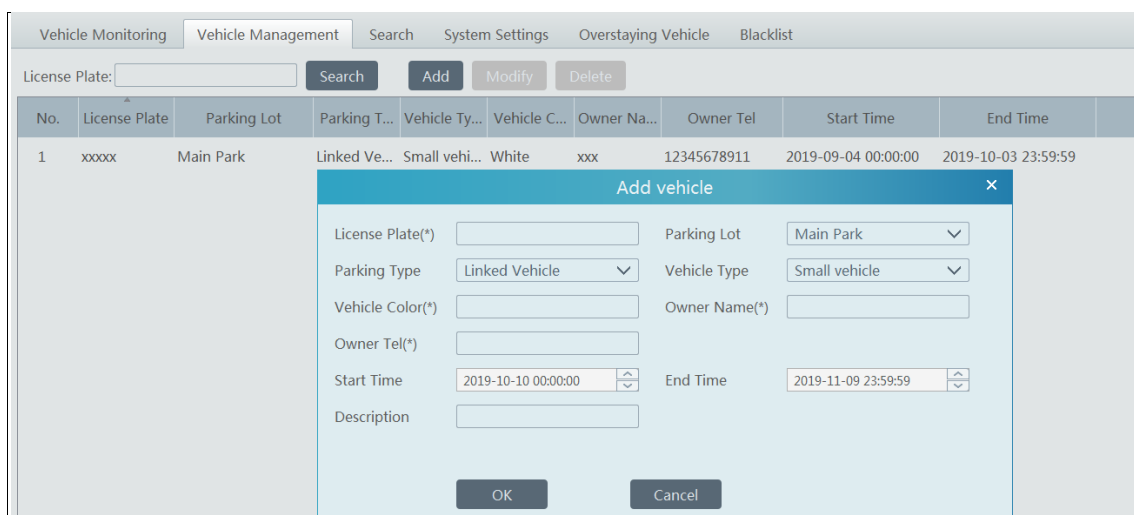 Vehicle Monitoring Vehicle Management Search System Settings Overstaying Vehicle Blacklist
License Plate: Search Add Modify Delete
No. License Plate Parking Lot Parking T... Vehicle Ty... Vehicle C... Owner Na... Owner Tel Start Time End Time
1 xxxxx Main Park Linked Ve... Small vehi... White xxx 12345678911 2019-09-04 00:00:00 2019-10-03 23:59:59
Add vehicle
License Plate(*) Parking Lot Main Park
Parking Type Linked Vehicle Vehicle Type Small vehicle
Vehicle Color(*) Owner Name(*)
Owner Tel(*)
Start Time 2019-10-10 00:00:00 End Time 2019-11-09 23:59:59
Description
OK Cancel